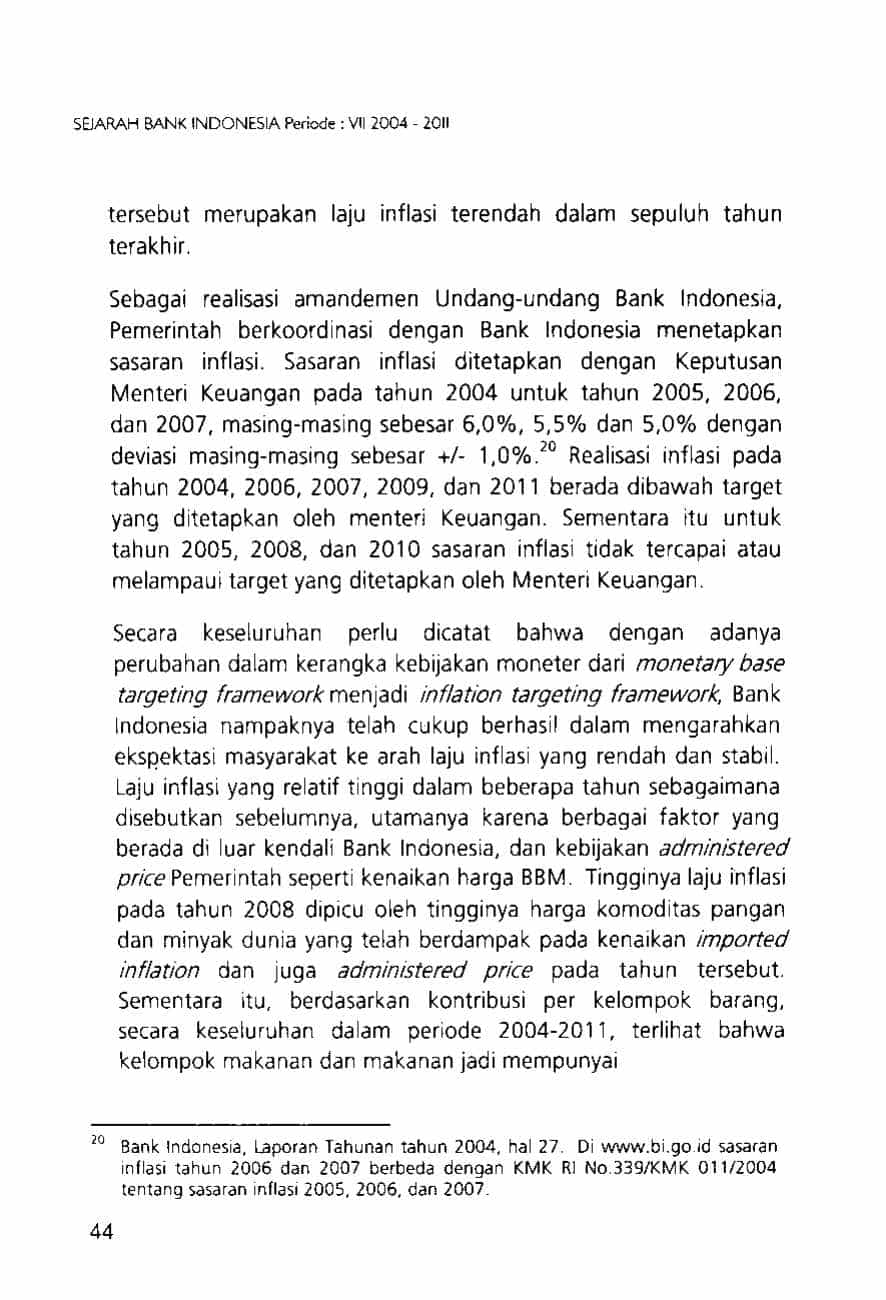 SEJARAH BANK INDONESIA Periode : VII 2004 - 2011
tersebut merupakan laju inflasi terendah dalam sepuluh tahun
terakhir.
Sebagai realisasi amandemen Undang-undang Bank Indonesia,
Pemerintah berkoordinasi dengan Bank Indonesia menetapkan
sasaran inflasi. Sasaran inflasi ditetapkan dengan Keputusan
Menteri Keuangan pada tahun 2004 untuk tahun 2005, 2006,
dan 2007, masing-masing sebesar 6,0%, 5,5% dan 5,0% dengan
deviasi masing-masing sebesar +/- 1,0%.20 Realisasi inflasi pada
tahun 2004, 2006, 2007, 2009, dan 2011 berada dibawah target
yang ditetapkan oleh menteri Keuangan. Sementara itu untuk
tahun 2005, 2008, dan 2010 sasaran inflasi tidak tercapai atau
melampaui target yang ditetapkan oleh Menteri Keuangan.
Secara keseluruhan perlu dicatat bahwa dengan adanya
perubahan dalam kerangka kebijakan moneter dari monetary base
targeting framework menjadi inflation targeting framework, Bank
Indonesia nampaknya telah cukup berhasil dalam mengarahkan
ekspektasi masyarakat ke arah laju inflasi yang rendah dan stabil.
Laju inflasi yang relatif tinggi dalam beberapa tahun sebagaimana
disebutkan sebelumnya, utamanya karena berbagai faktor yang
berada di luar kendali Bank Indonesia, dan kebijakan administered
price Pemerintah seperti kenaikan harga BBM. Tingginya laju inflasi
pada tahun 2008 dipicu oleh tingginya harga komoditas pangan
dan minyak dunia yang telah berdampak pada kenaikan imported
inflation dan juga administered price pada tahun tersebut.
Sementara itu, berdasarkan kontribusi per kelompok barang,
secara keseluruhan dalam periode 2004-2011, terlihat bahwa
kelompok makanan dan makanan jadi mempunyai
20 Bank Indonesia, Laporan Tahunan tahun 2004, hal 27. Di www.bi.go.id sasaran
inflasi tahun 2006 dan 2007 berbeda dengan KMK RI No.339/KMK 011/2004
tentang sasaran inflasi 2005, 2006, dan 2007.
44